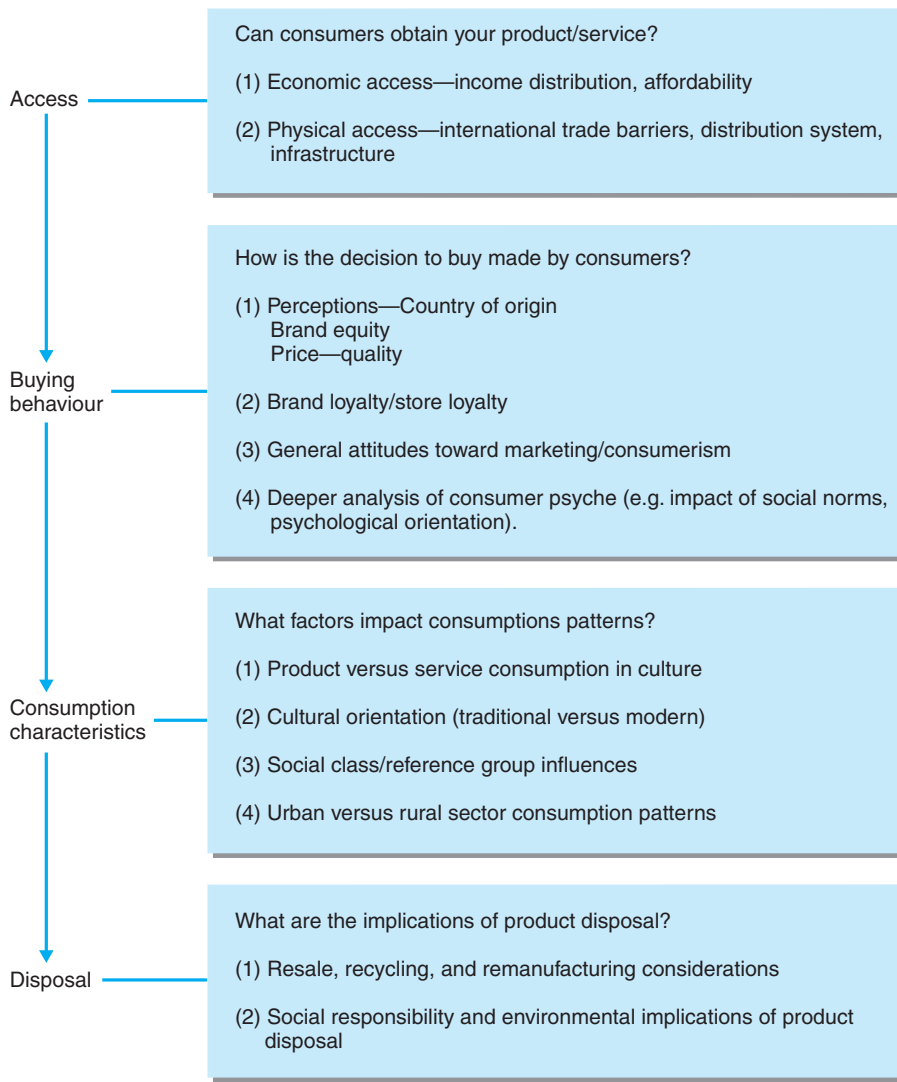 Access
Can consumers obtain your product/service?
(1) Economic access—income distribution, affordability
(2) Physical access—international trade barriers, distribution system,
infrastructure
Buying
behaviour
How is the decision to buy made by consumers?
(1) Perceptions—Country of origin
Brand equity
Price—quality
(2) Brand loyalty/store loyalty
(3) General attitudes toward marketing/consumerism
(4) Deeper analysis of consumer psyche (e.g. impact of social norms,
psychological orientation).
Consumption
characteristics
What factors impact consumptions patterns?
(1) Product versus service consumption in culture
(2) Cultural orientation (traditional versus modern)
(3) Social class/reference group influences
(4) Urban versus rural sector consumption patterns
Disposal
What are the implications of product disposal?
(1) Resale, recycling, and remanufacturing considerations
(2) Social responsibility and environmental implications of product
disposal